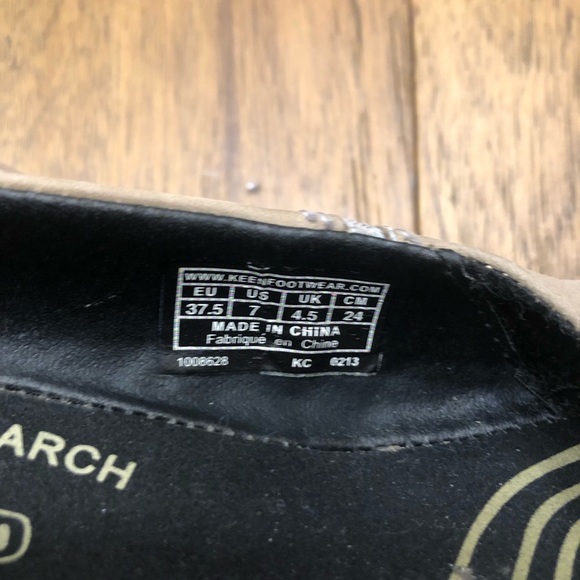 WWW.KEENFOOTWEAR.COM
EU US UK CM
37.5 7 4.5 24
MADE IN CHINA
Fabriqué en Chine
1008628 KC 0213
ARCH